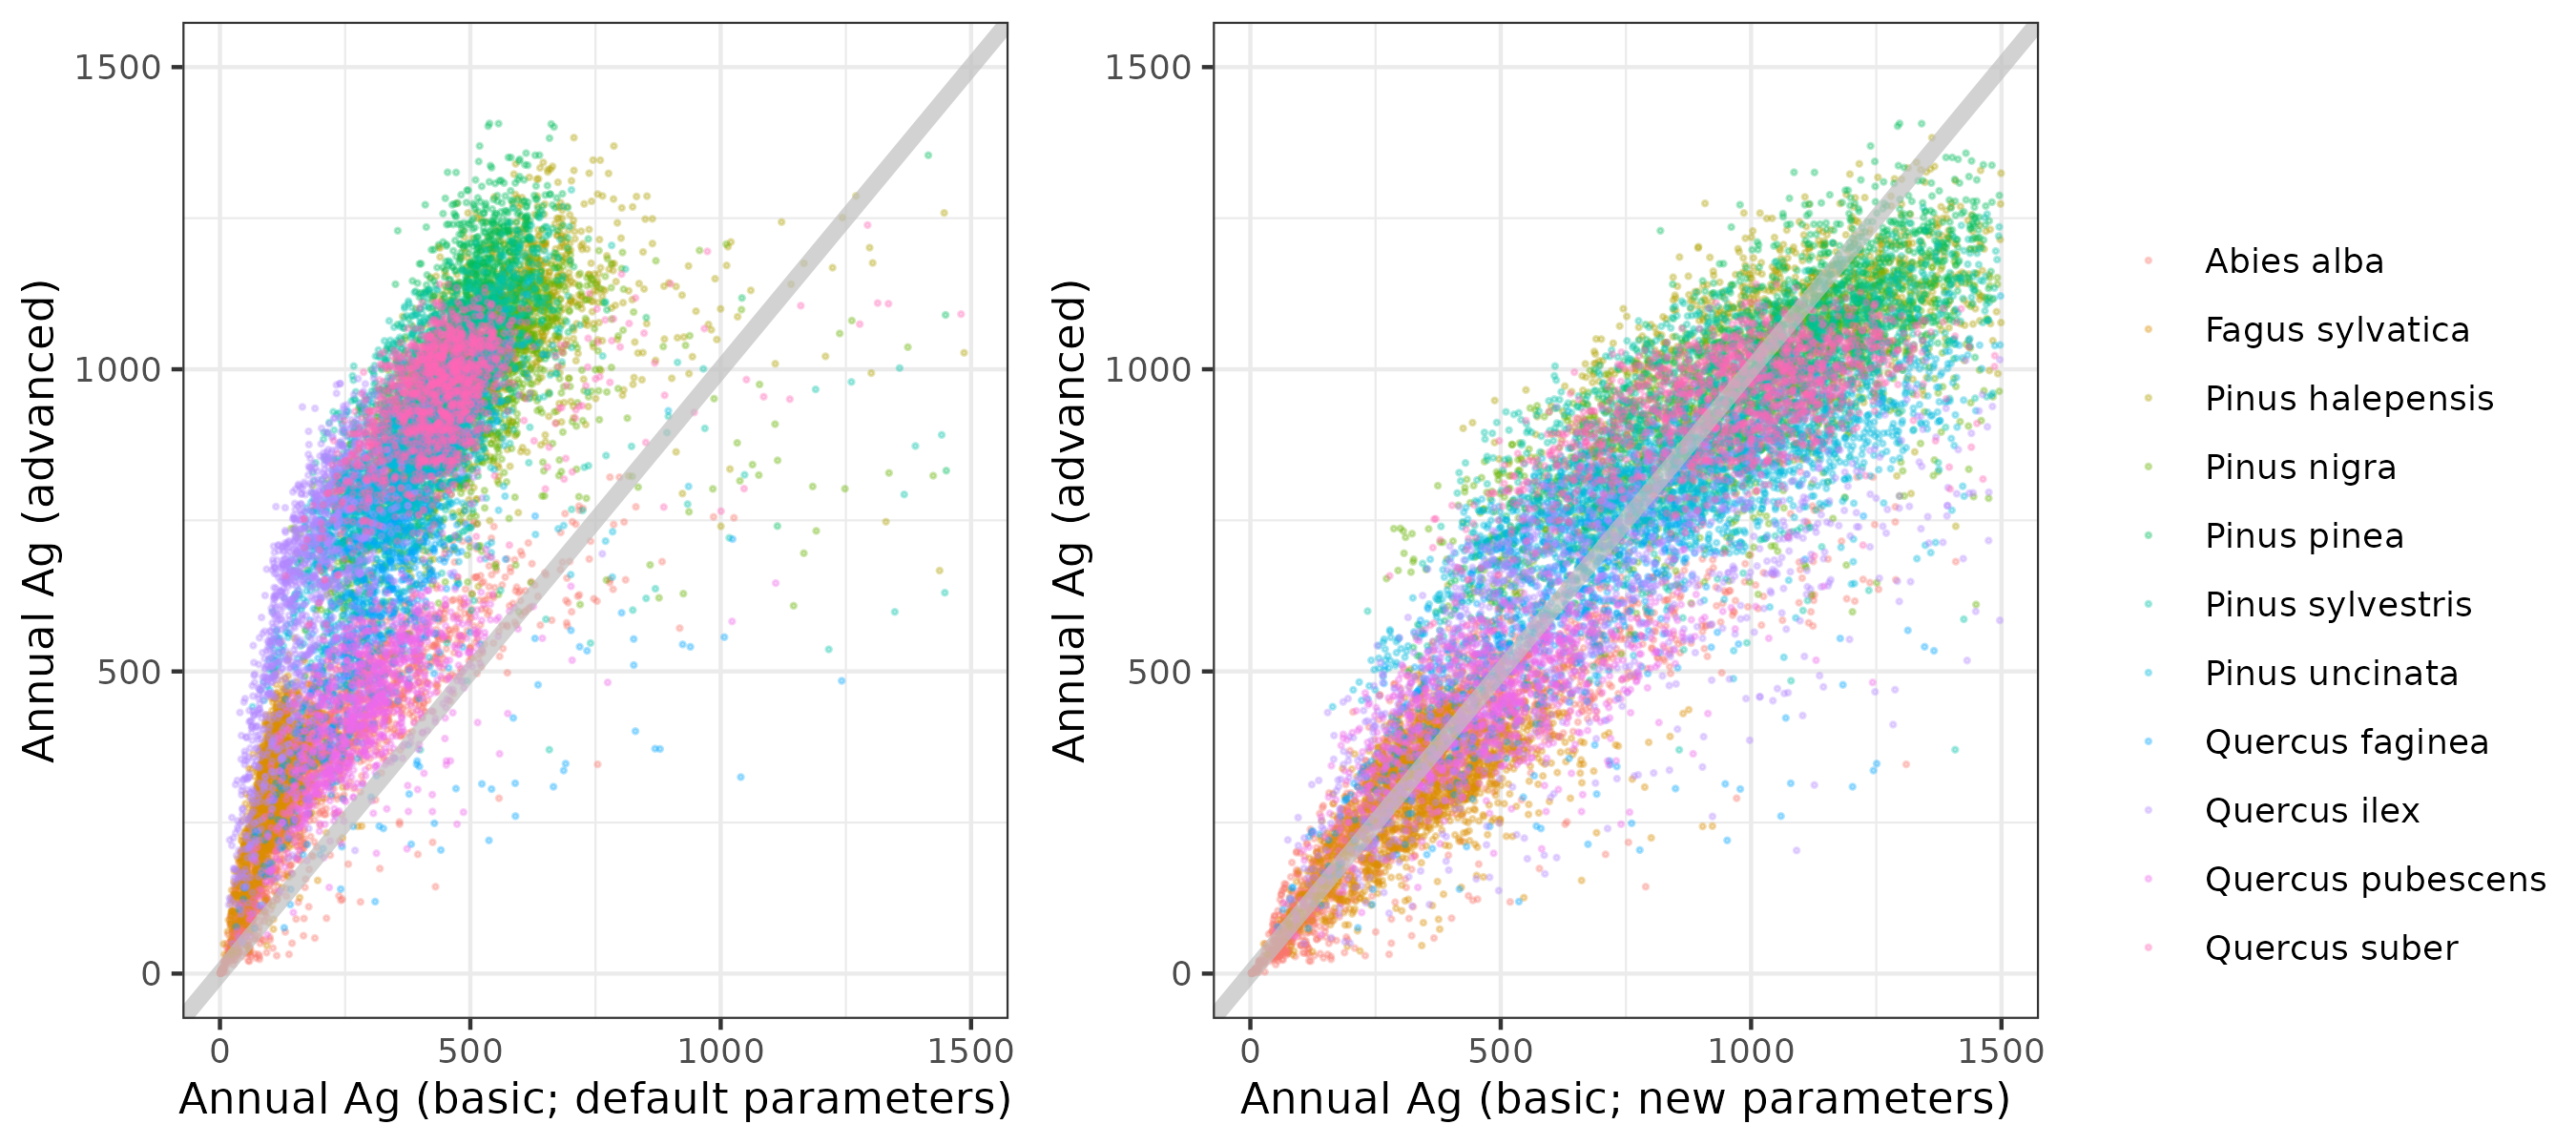 Annual Ag (advanced)
1500
1000
500
0
0 500 1000 1500
Annual Ag (basic; default parameters)
Annual Ag (advanced)
1500
1000
500
0
0 500 1000 1500
Annual Ag (basic; new parameters)
Abies alba
Fagus sylvatica
Pinus halepensis
Pinus nigra
Pinus pinea
Pinus sylvestris
Pinus uncinata
Quercus faginea
Quercus ilex
Quercus pubescens
Quercus suber